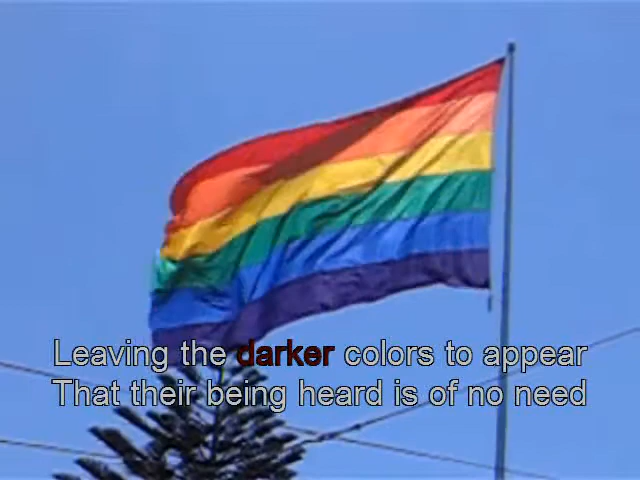 Leaving the darker colors to appear
That their being heard is of no need